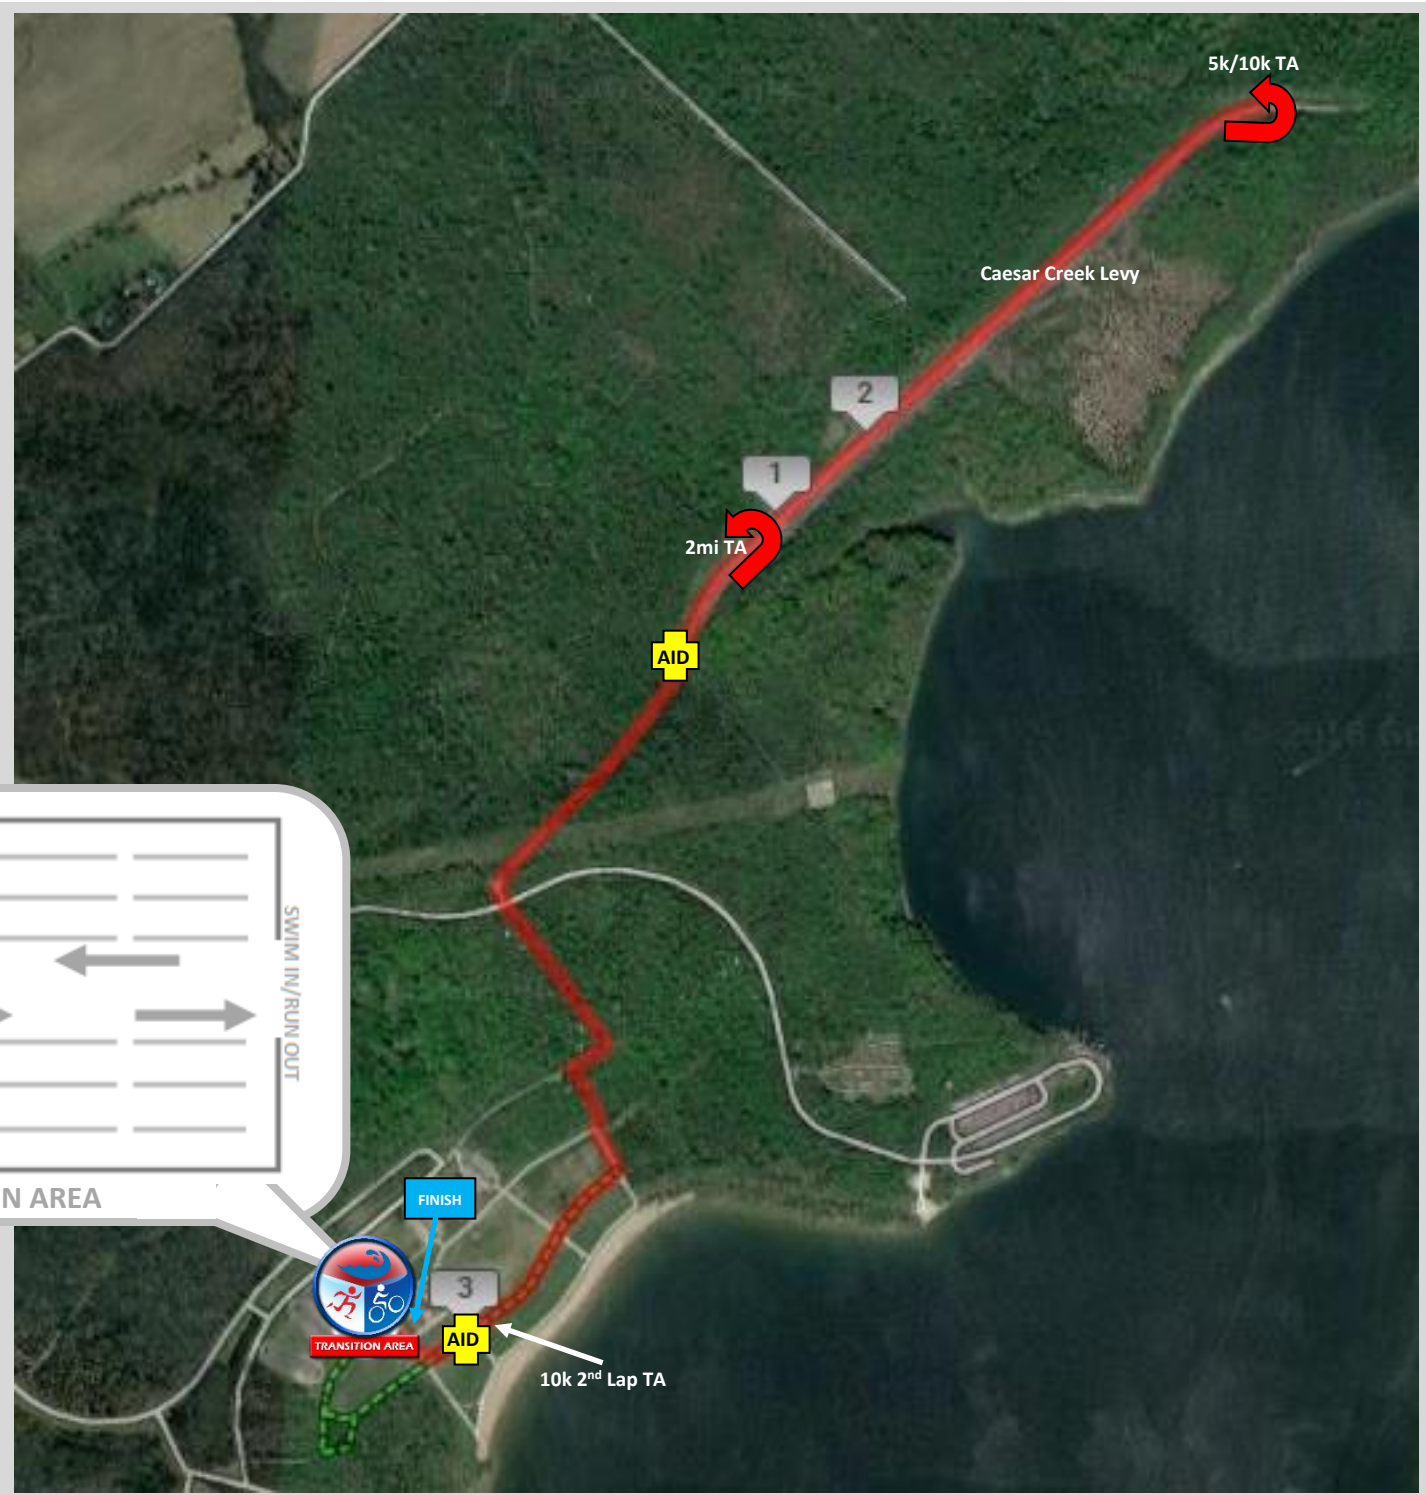 5k/10k TA
Caesar Creek Levy
2
1
2mi TA
AID
SWIM IN/RUN OUT
N AREA
FINISH
3
AID
TRANSITION AREA
10k 2nd Lap TA